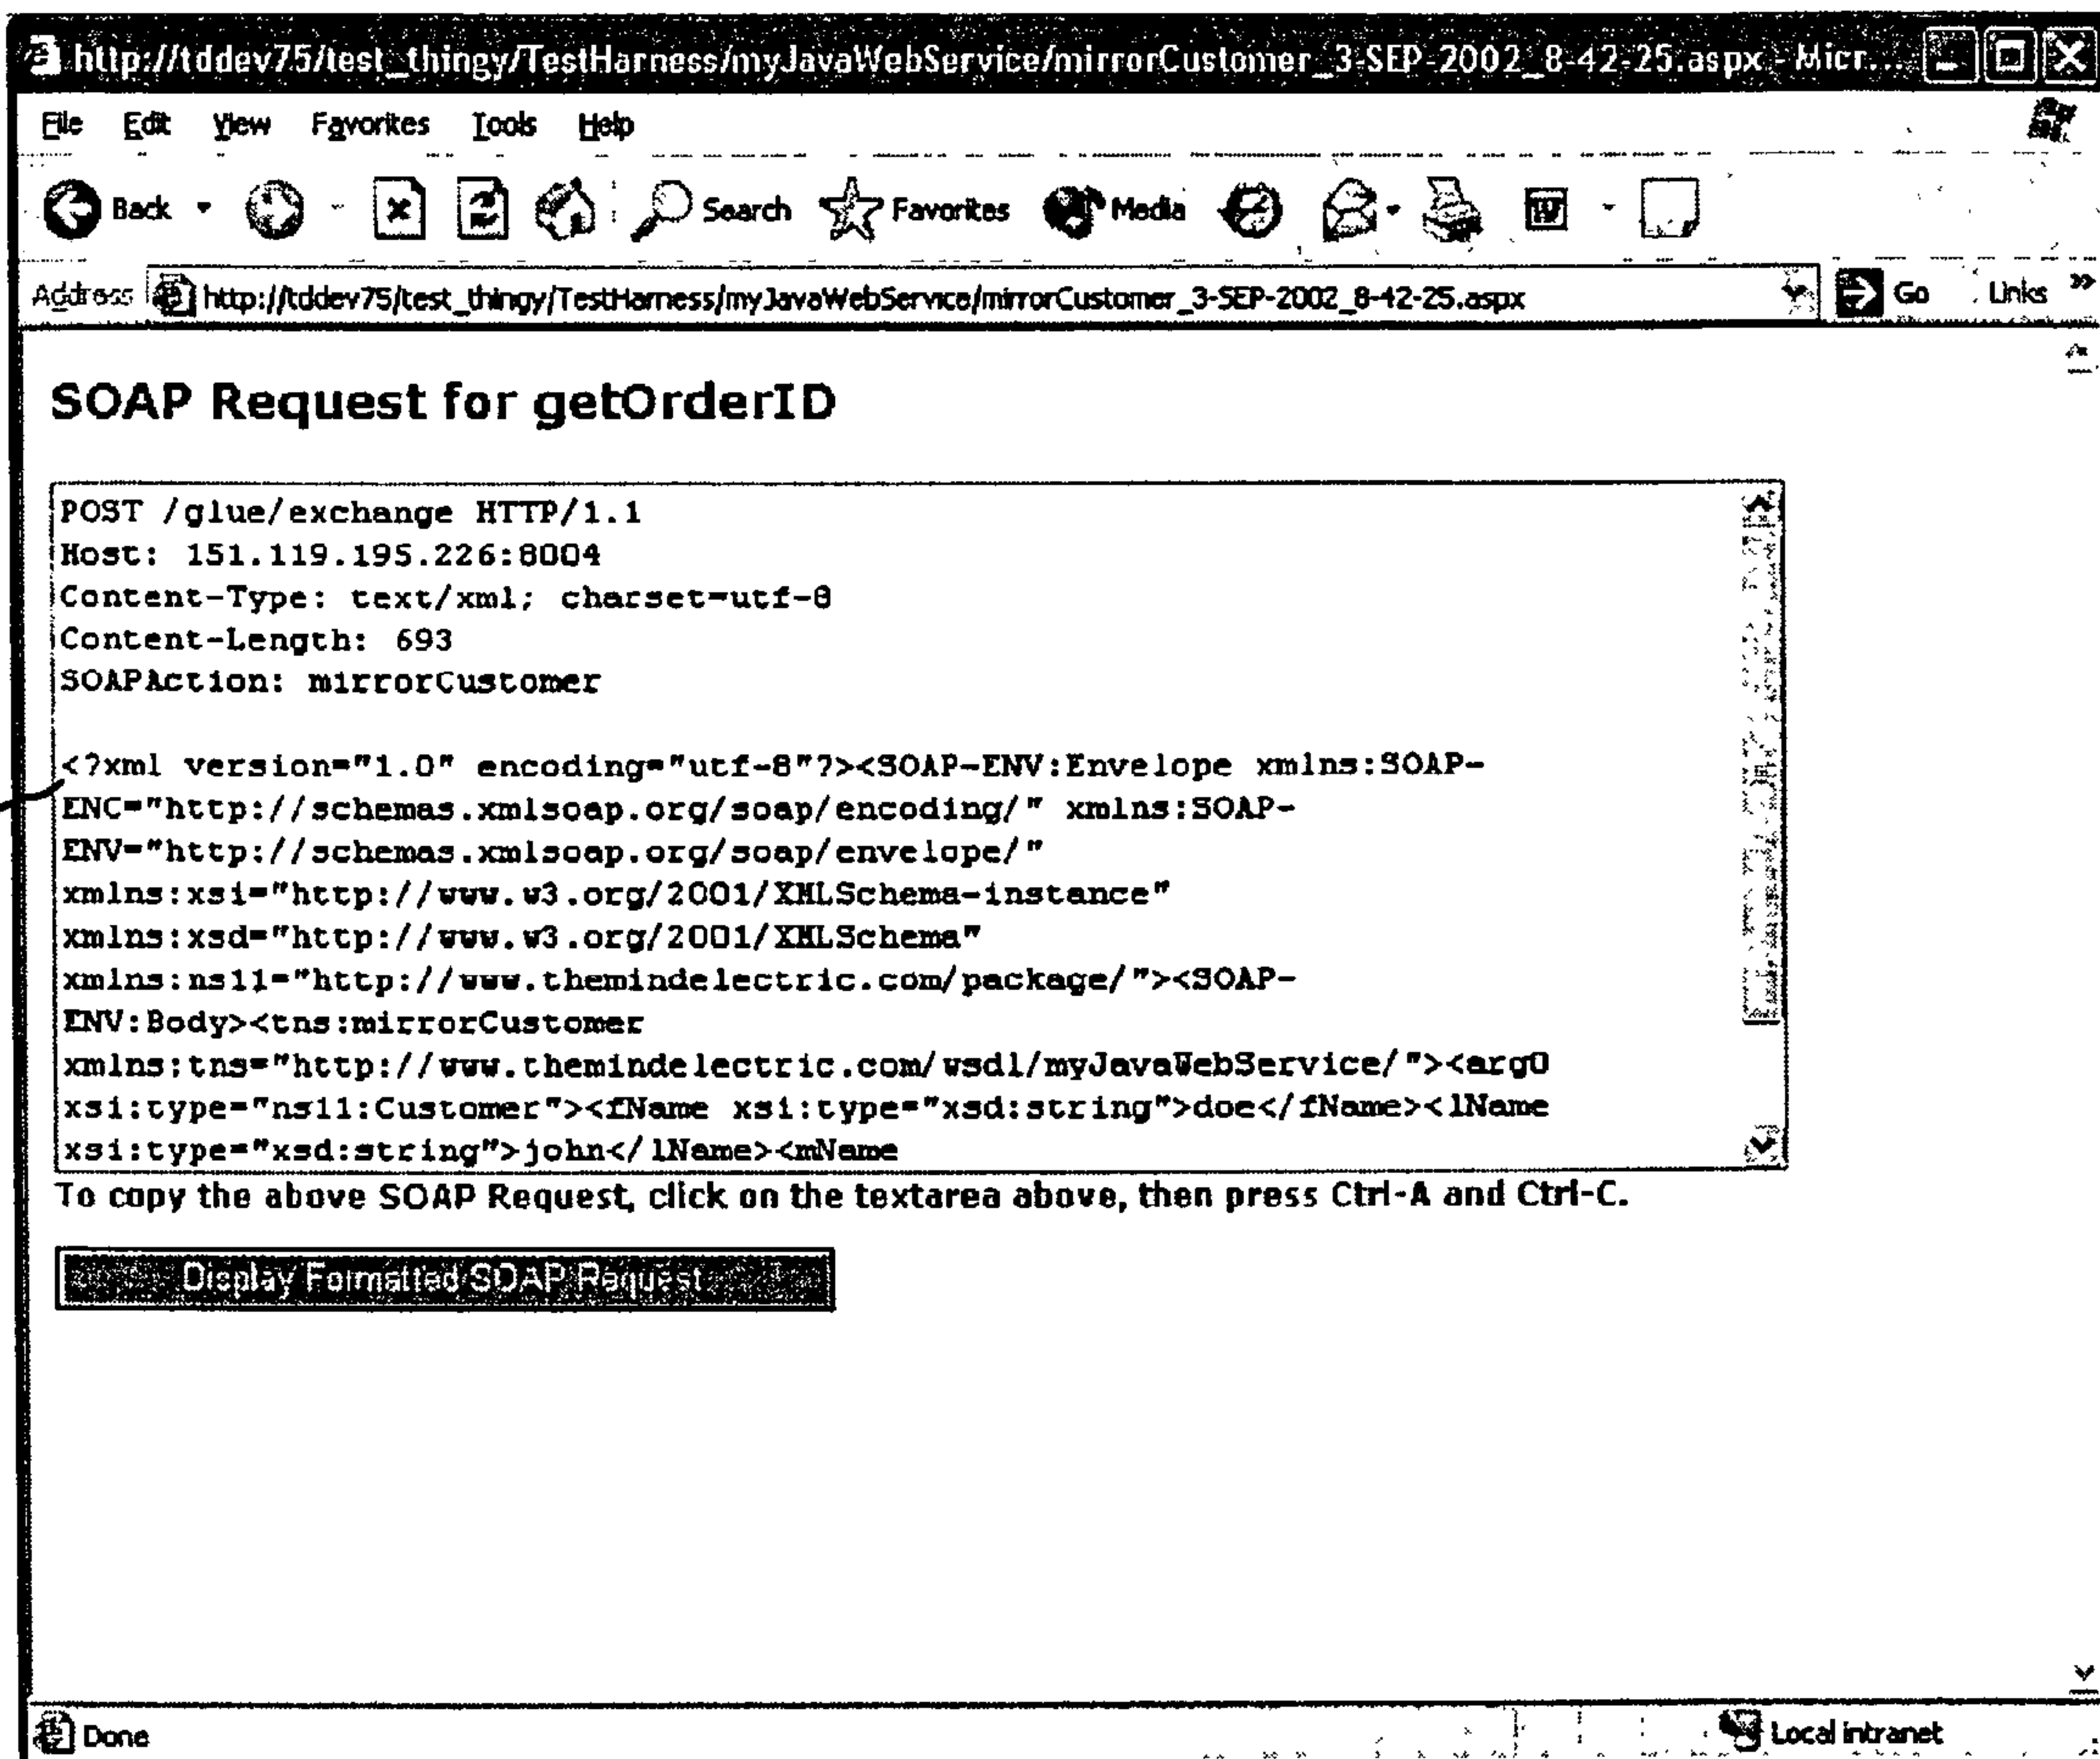 http://tddev75/test_thingy/TestHarness/myJavaWebService/mirrorCustomer_3-SEP-2002_8-42-25.aspx - Micr...
File Edit View Favorites Tools Help
Back Search Favorites Media
Address http://tddev75/test_thingy/TestHarness/myJavaWebService/mirrorCustomer_3-SEP-2002_8-42-25.aspx Go Links »
SOAP Request for getOrderID
POST /glue/exchange HTTP/1.1
Host: 151.119.195.226:8004
Content-Type: text/xml; charset=utf-8
Content-Length: 693
SOAPAction: mirrorCustomer
<?xml version="1.0" encoding="utf-8"?><SOAP-ENV:Envelope xmlns:SOAP-
ENC="http://schemas.xmlsoap.org/soap/encoding/" xmlns:SOAP-
ENV="http://schemas.xmlsoap.org/soap/envelope/"
xmlns:xsi="http://www.w3.org/2001/XMLSchema-instance"
xmlns:xsd="http://www.w3.org/2001/XMLSchema"
xmlns:ns11="http://www.themindelectric.com/package/"><SOAP-
ENV:Body><tns:mirrorCustomer
xmlns:tns="http://www.themindelectric.com/wsdl/myJavaWebService/"><arg0
xsi:type="ns11:Customer"><fName xsi:type="xsd:string">doe</fName><lName
xsi:type="xsd:string">john</lName><mName
To copy the above SOAP Request, click on the textarea above, then press Ctrl-A and Ctrl-C.
Display Formatted SOAP Request
Done Local intranet